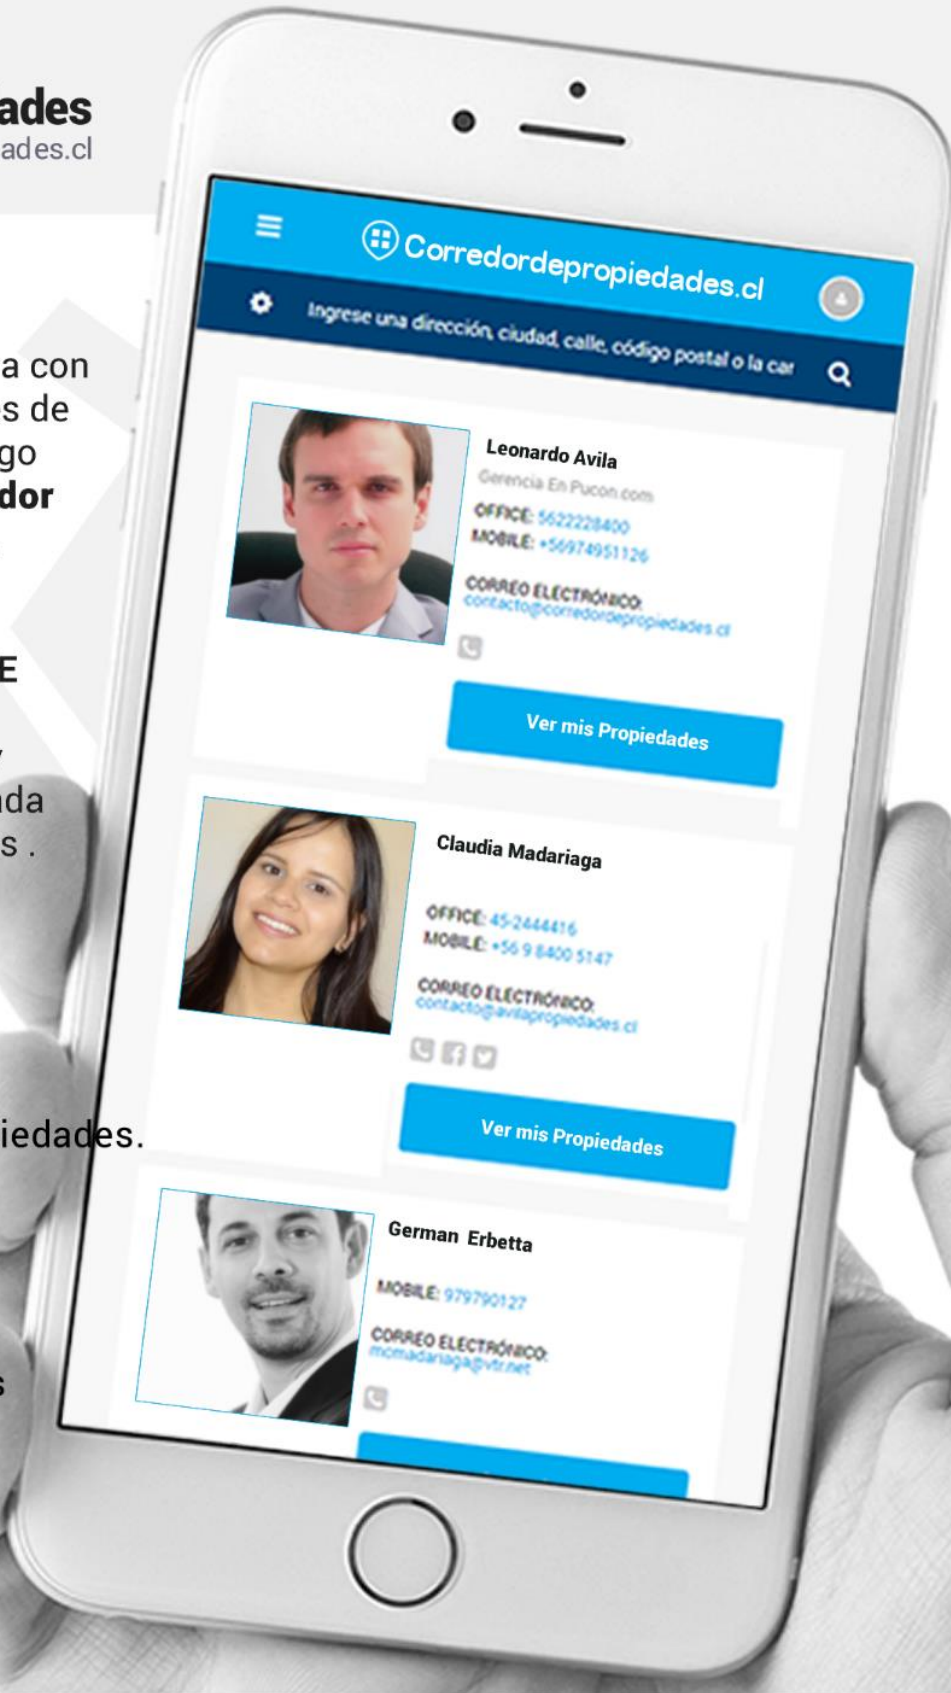 ades
ades.cl
a con
s de
go
dor
E
y
ada
s .
iedades.
s
Corredordepropiedades.cl
Ingrese una dirección, ciudad, calle, código postal o la car
Leonardo Avila
Gerencia En Pucon.com
OFFICE: 5622228400
MOBILE: +56974951126
CORREO ELECTRÓNICO:
contacto@corredordepropiedades.cl
Ver mis Propiedades
Claudia Madariaga
OFFICE: 45-2444416
MOBILE: +56 9 8400 5147
CORREO ELECTRÓNICO:
contacto@avilapropiedades.cl
Ver mis Propiedades
German Erbetta
MOBILE: 979790127
CORREO ELECTRÓNICO:
mcmadariaga@vtr.net